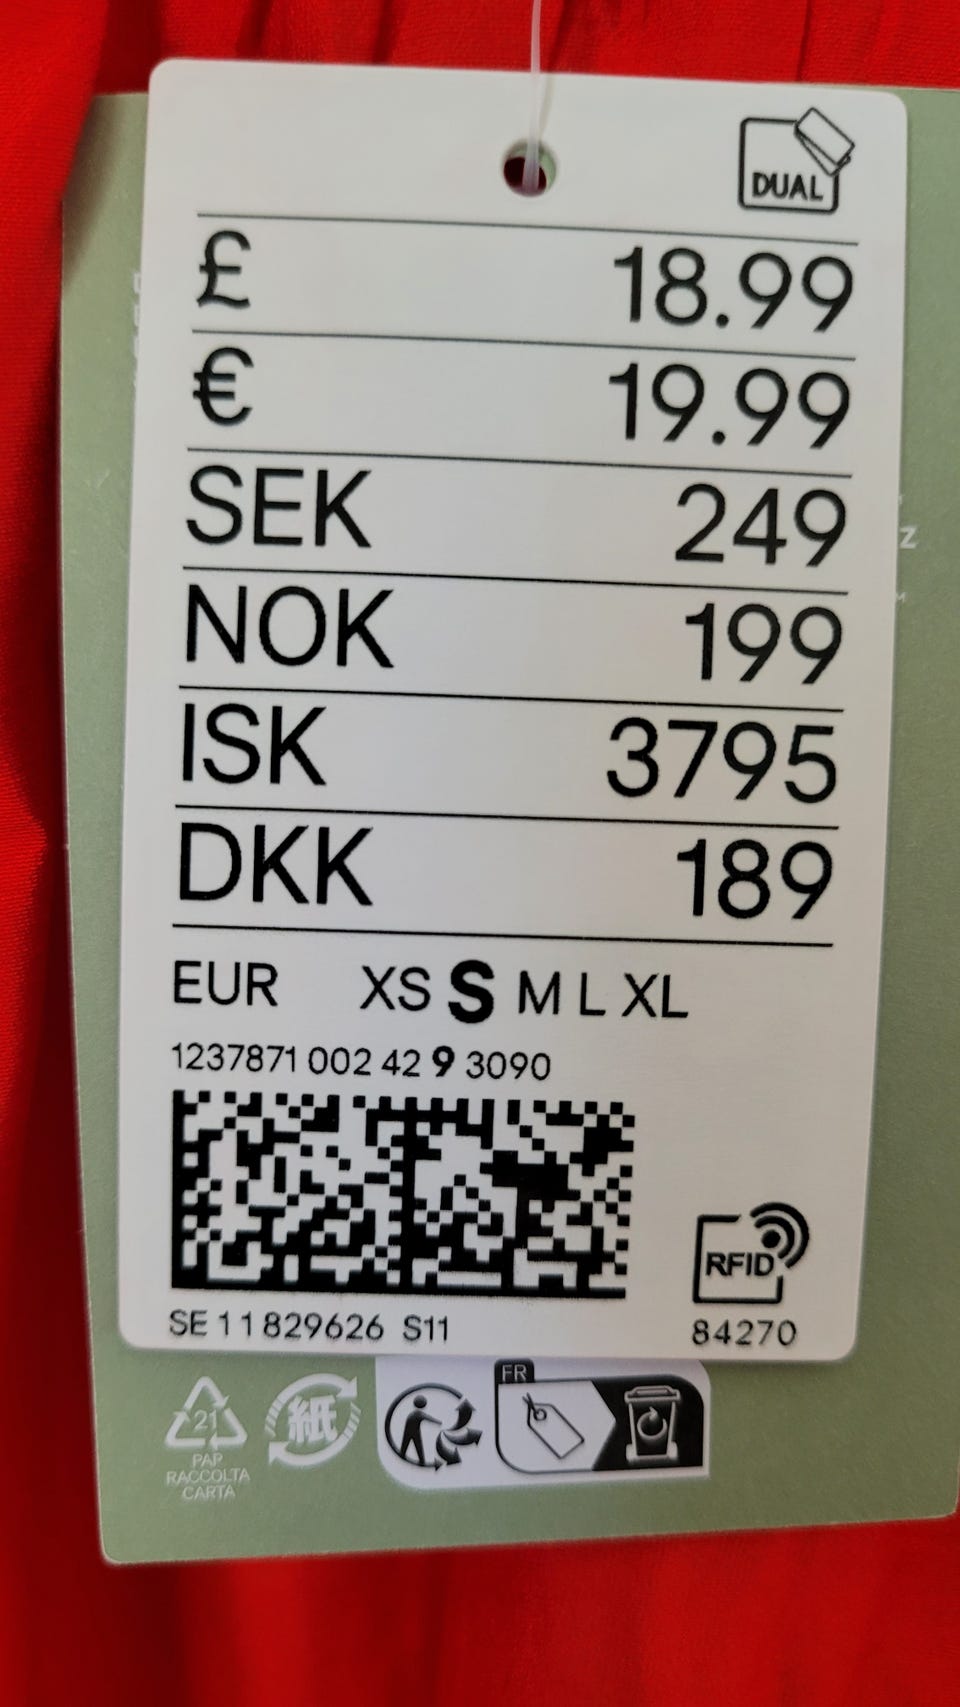 DUAL
£ 18.99
€ 19.99
SEK 249
NOK 199
ISK 3795
DKK 189
EUR XS S M L XL
1237871 002 42 9 3090
RFID
SE 11829626 S11
84270
FR
21
紙
PAP
RACCOLTA
CARTA